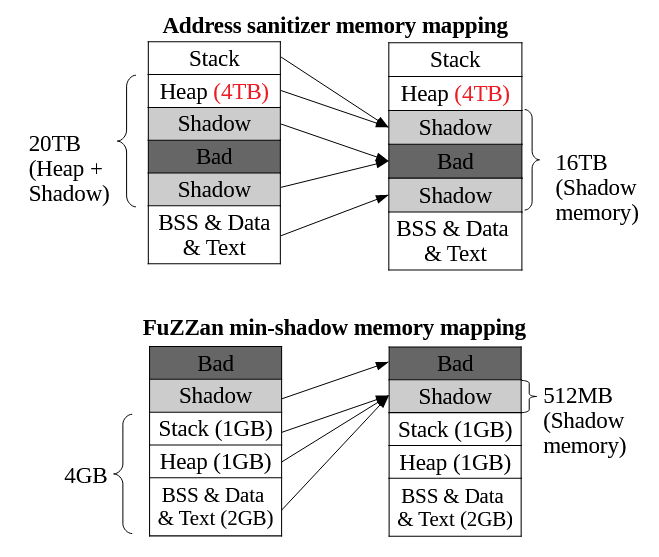 Address sanitizer memory mapping
Stack
Heap (4TB)
Shadow
Bad
Shadow
BSS & Data
& Text
20TB
(Heap +
Shadow)
Stack
Heap (4TB)
Shadow
Bad
Shadow
BSS & Data
& Text
16TB
(Shadow
memory)
FuZZan min-shadow memory mapping
Bad
Shadow
Stack (1GB)
Heap (1GB)
BSS & Data
& Text (2GB)
4GB
Bad
Shadow
Stack (1GB)
Heap (1GB)
BSS & Data
& Text (2GB)
512MB
(Shadow
memory)